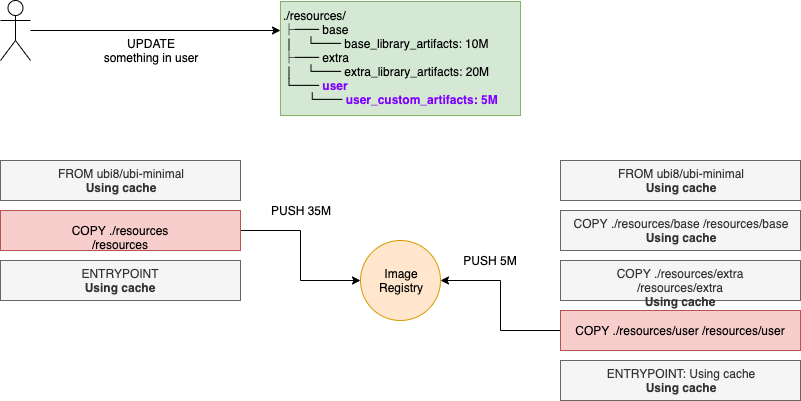 ./resources/
├── base
│ └── base_library_artifacts: 10M
├── extra
│ └── extra_library_artifacts: 20M
└── user
└── user_custom_artifacts: 5M
UPDATE
something in user
FROM ubi8/ubi-minimal
Using cache
COPY ./resources
/resources
ENTRYPOINT
Using cache
PUSH 35M
Image
Registry
PUSH 5M
FROM ubi8/ubi-minimal
Using cache
COPY ./resources/base /resources/base
Using cache
COPY ./resources/extra
/resources/extra
Using cache
COPY ./resources/user /resources/user
ENTRYPOINT: Using cache
Using cache